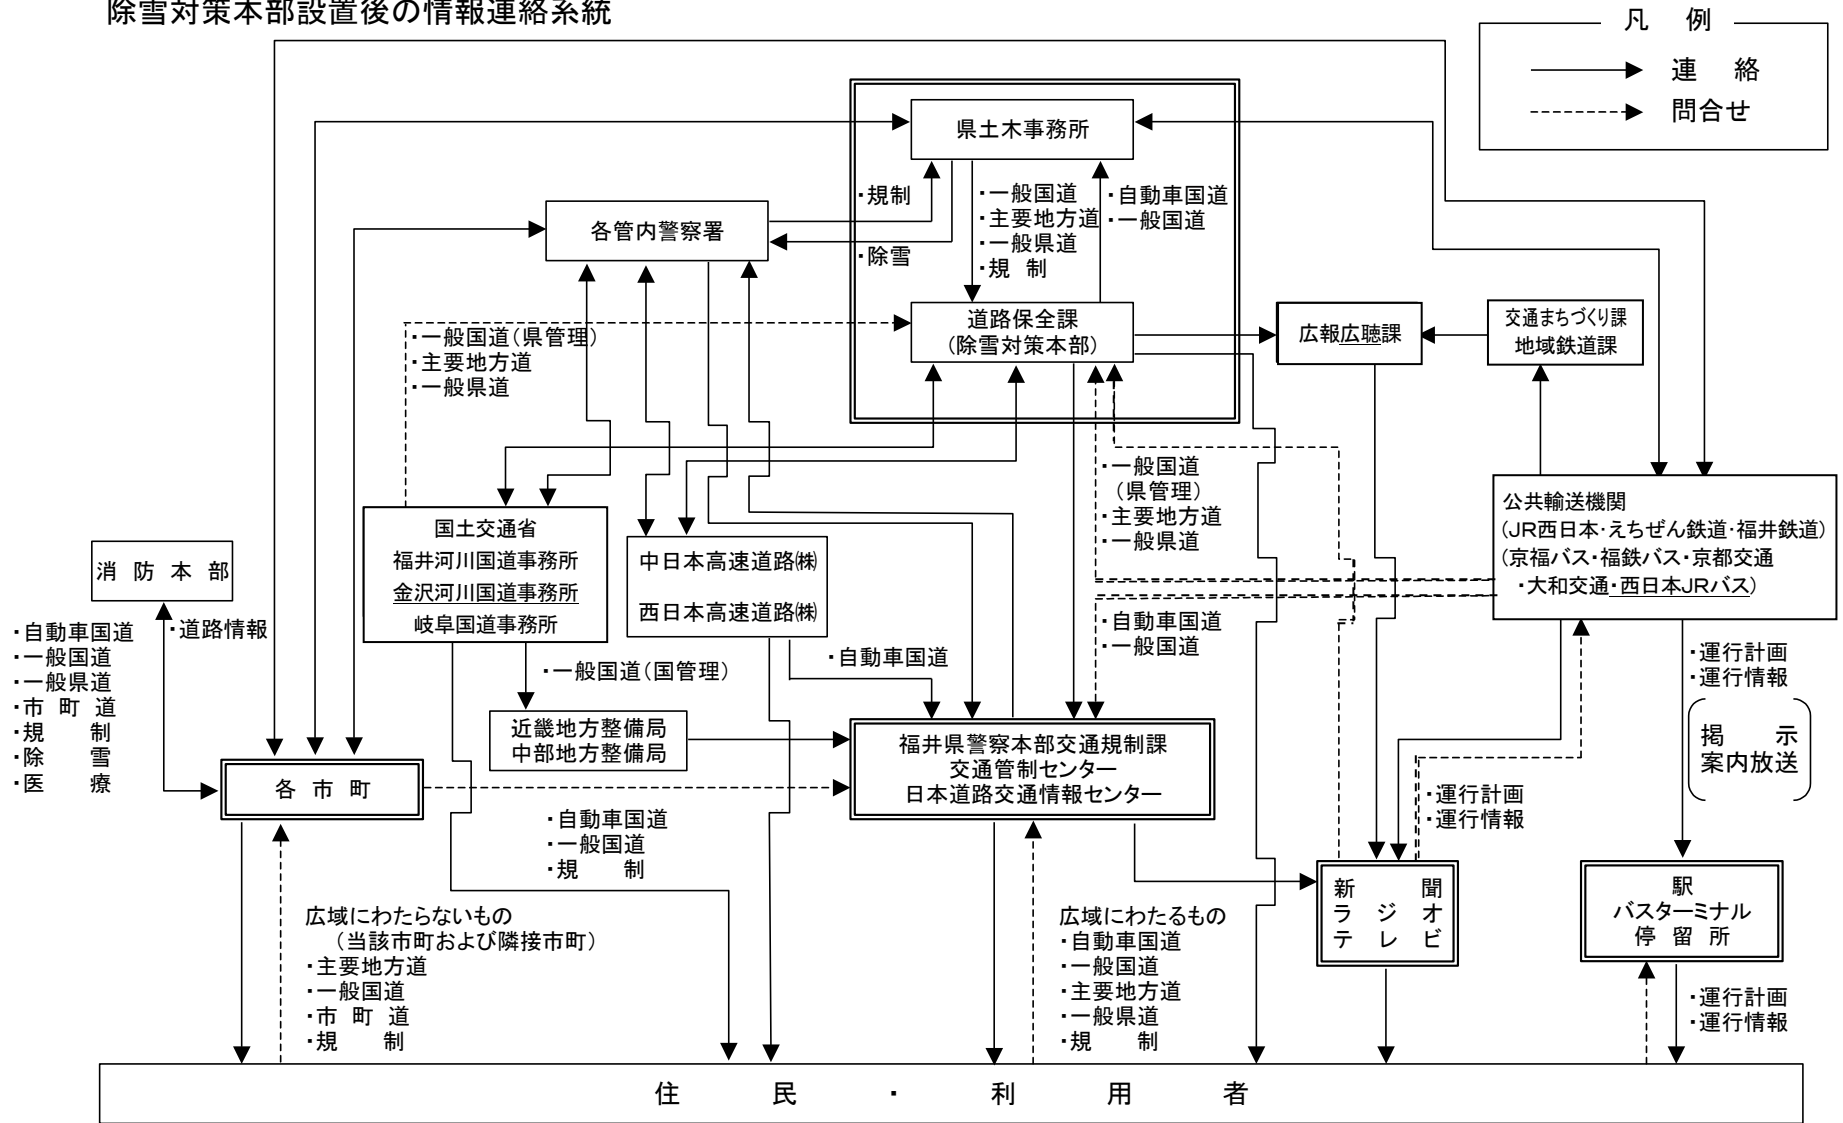 除雪対策本部設置後の情報連絡系統
凡 例
連 絡
問合せ
県土木事務所
・規制
・除雪
・一般国道
・主要地方道
・一般県道
・規 制
・自動車国道
・一般国道
各管内警察署
道路保全課
(除雪対策本部)
広報広聴課
交通まちづくり課
地域鉄道課
・一般国道(県管理)
・主要地方道
・一般県道
・一般国道
(県管理)
・主要地方道
・一般県道
公共輸送機関
(JR西日本・えちぜん鉄道・福井鉄道)
(京福バス・福鉄バス・京都交通
・大和交通・西日本JRバス)
国土交通省
福井河川国道事務所
金沢河川国道事務所
岐阜国道事務所
中日本高速道路㈱
西日本高速道路㈱
消 防 本 部
・道路情報
・自動車国道
・一般国道
・一般県道
・市 町 道
・規 制
・除 雪
・医 療
・自動車国道
・一般国道
・自動車国道
・一般国道(国管理)
・運行計画
・運行情報
掲 示
案内放送
近畿地方整備局
中部地方整備局
福井県警察本部交通規制課
交通管制センター
日本道路交通情報センター
各 市 町
・自動車国道
・一般国道
・規 制
・運行計画
・運行情報
新 聞
ラ ジ オ
テ レ ビ
駅
バスターミナル
停 留 所
広域にわたらないもの
(当該市町および隣接市町)
・主要地方道
・一般国道
・市 町 道
・規 制
広域にわたるもの
・自動車国道
・一般国道
・主要地方道
・一般県道
・規 制
・運行計画
・運行情報
住 民 ・ 利 用 者